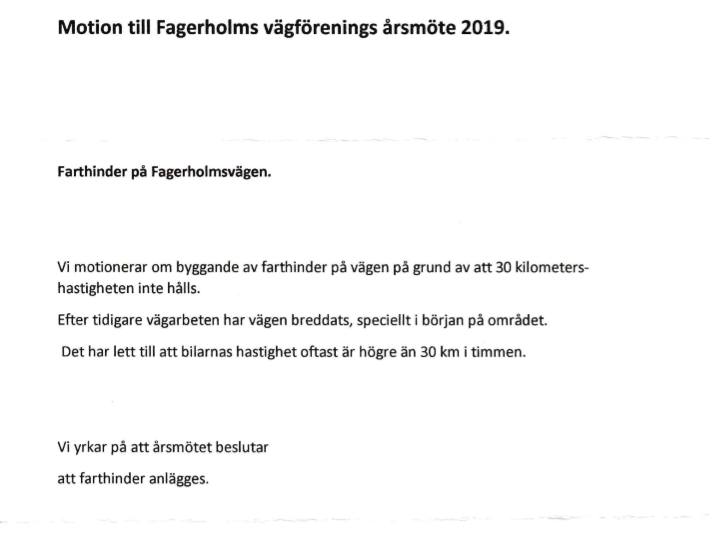 Motion till Fagerholms vägförenings årsmöte 2019.
Farthinder på Fagerholmsvägen.
Vi motionerar om byggande av farthinder på vägen på grund av att 30 kilometers-
hastigheten inte hålls.
Efter tidigare vägarbeten har vägen breddats, speciellt i början på området.
Det har lett till att bilarnas hastighet oftast är högre än 30 km i timmen.
Vi yrkar på att årsmötet beslutar
att farthinder anlägges.